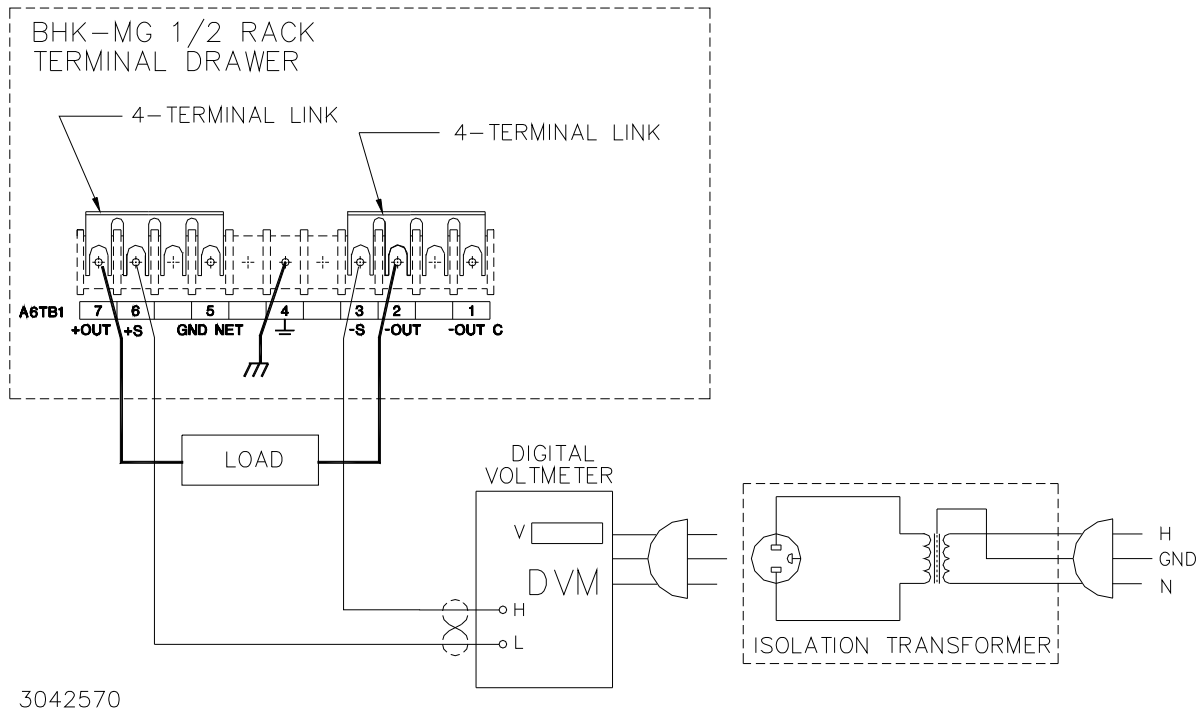 BHK-MG 1/2 RACK
TERMINAL DRAWER
4-TERMINAL LINK
4-TERMINAL LINK
A6TB1 7 6 5 4 3 2 1
+OUT +S GND NET -S -OUT -OUT C
LOAD
DIGITAL
VOLTMETER
V
DVM
H
L
H
GND
N
ISOLATION TRANSFORMER
3042570